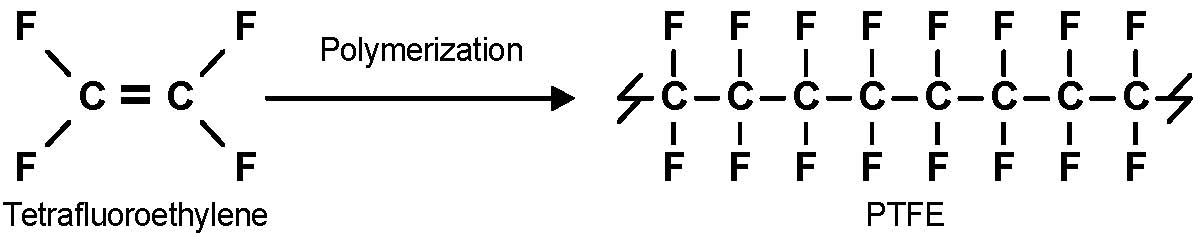 F F
C = C
F F
Tetrafluoroethylene
Polymerization
F F F F F F F F
C C C C C C C C
F F F F F F F F
PTFE